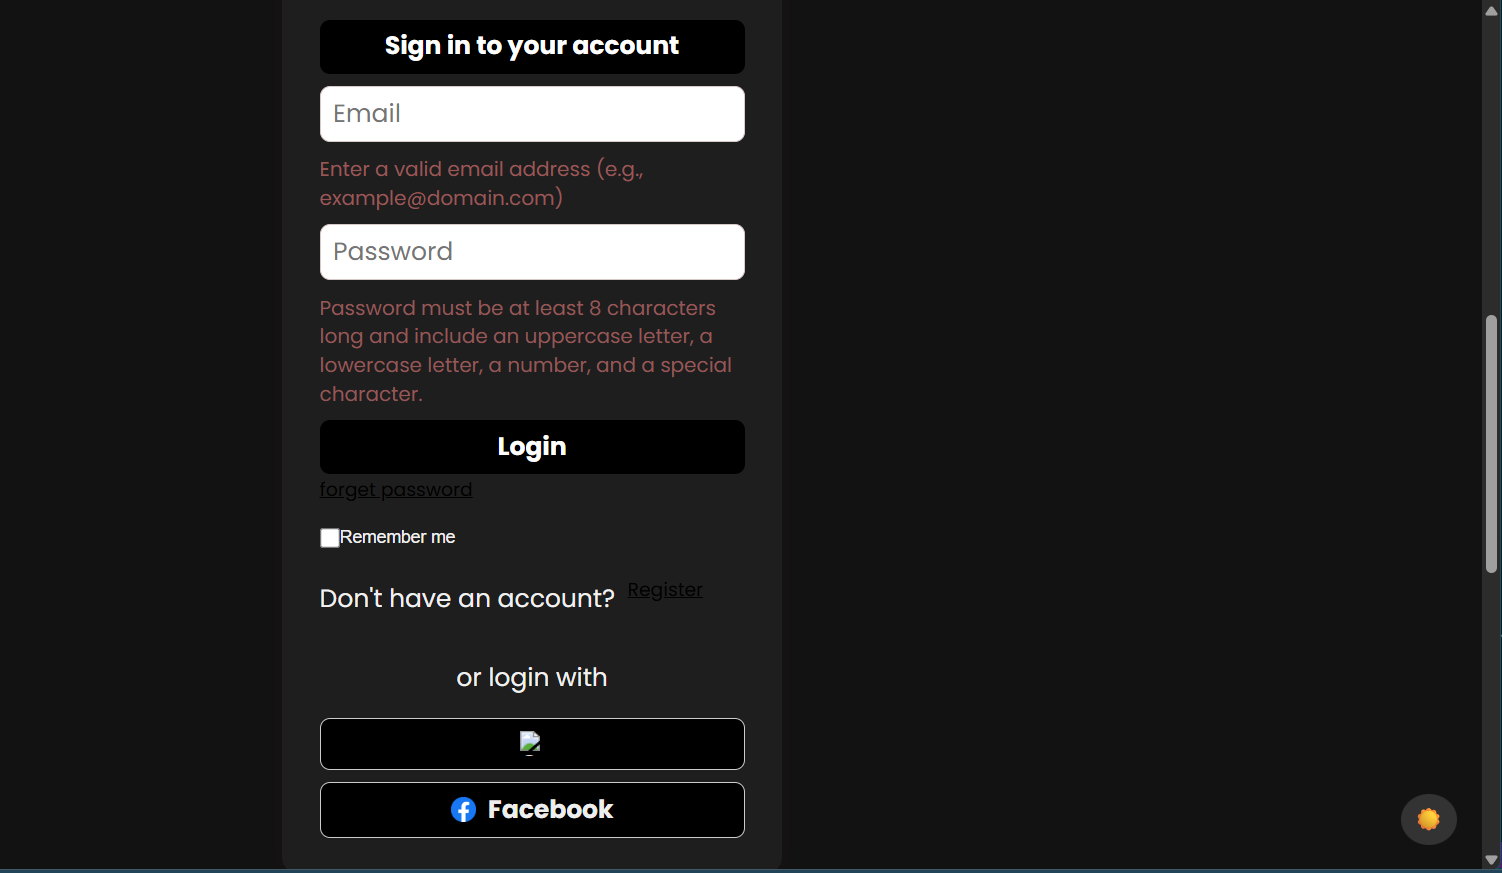 Sign in to your account
Email
Enter a valid email address (e.g.,
example@domain.com)
Password
Password must be at least 8 characters
long and include an uppercase letter, a
lowercase letter, a number, and a special
character.
Login
forget password
Remember me
Don't have an account? Register
or login with
Facebook